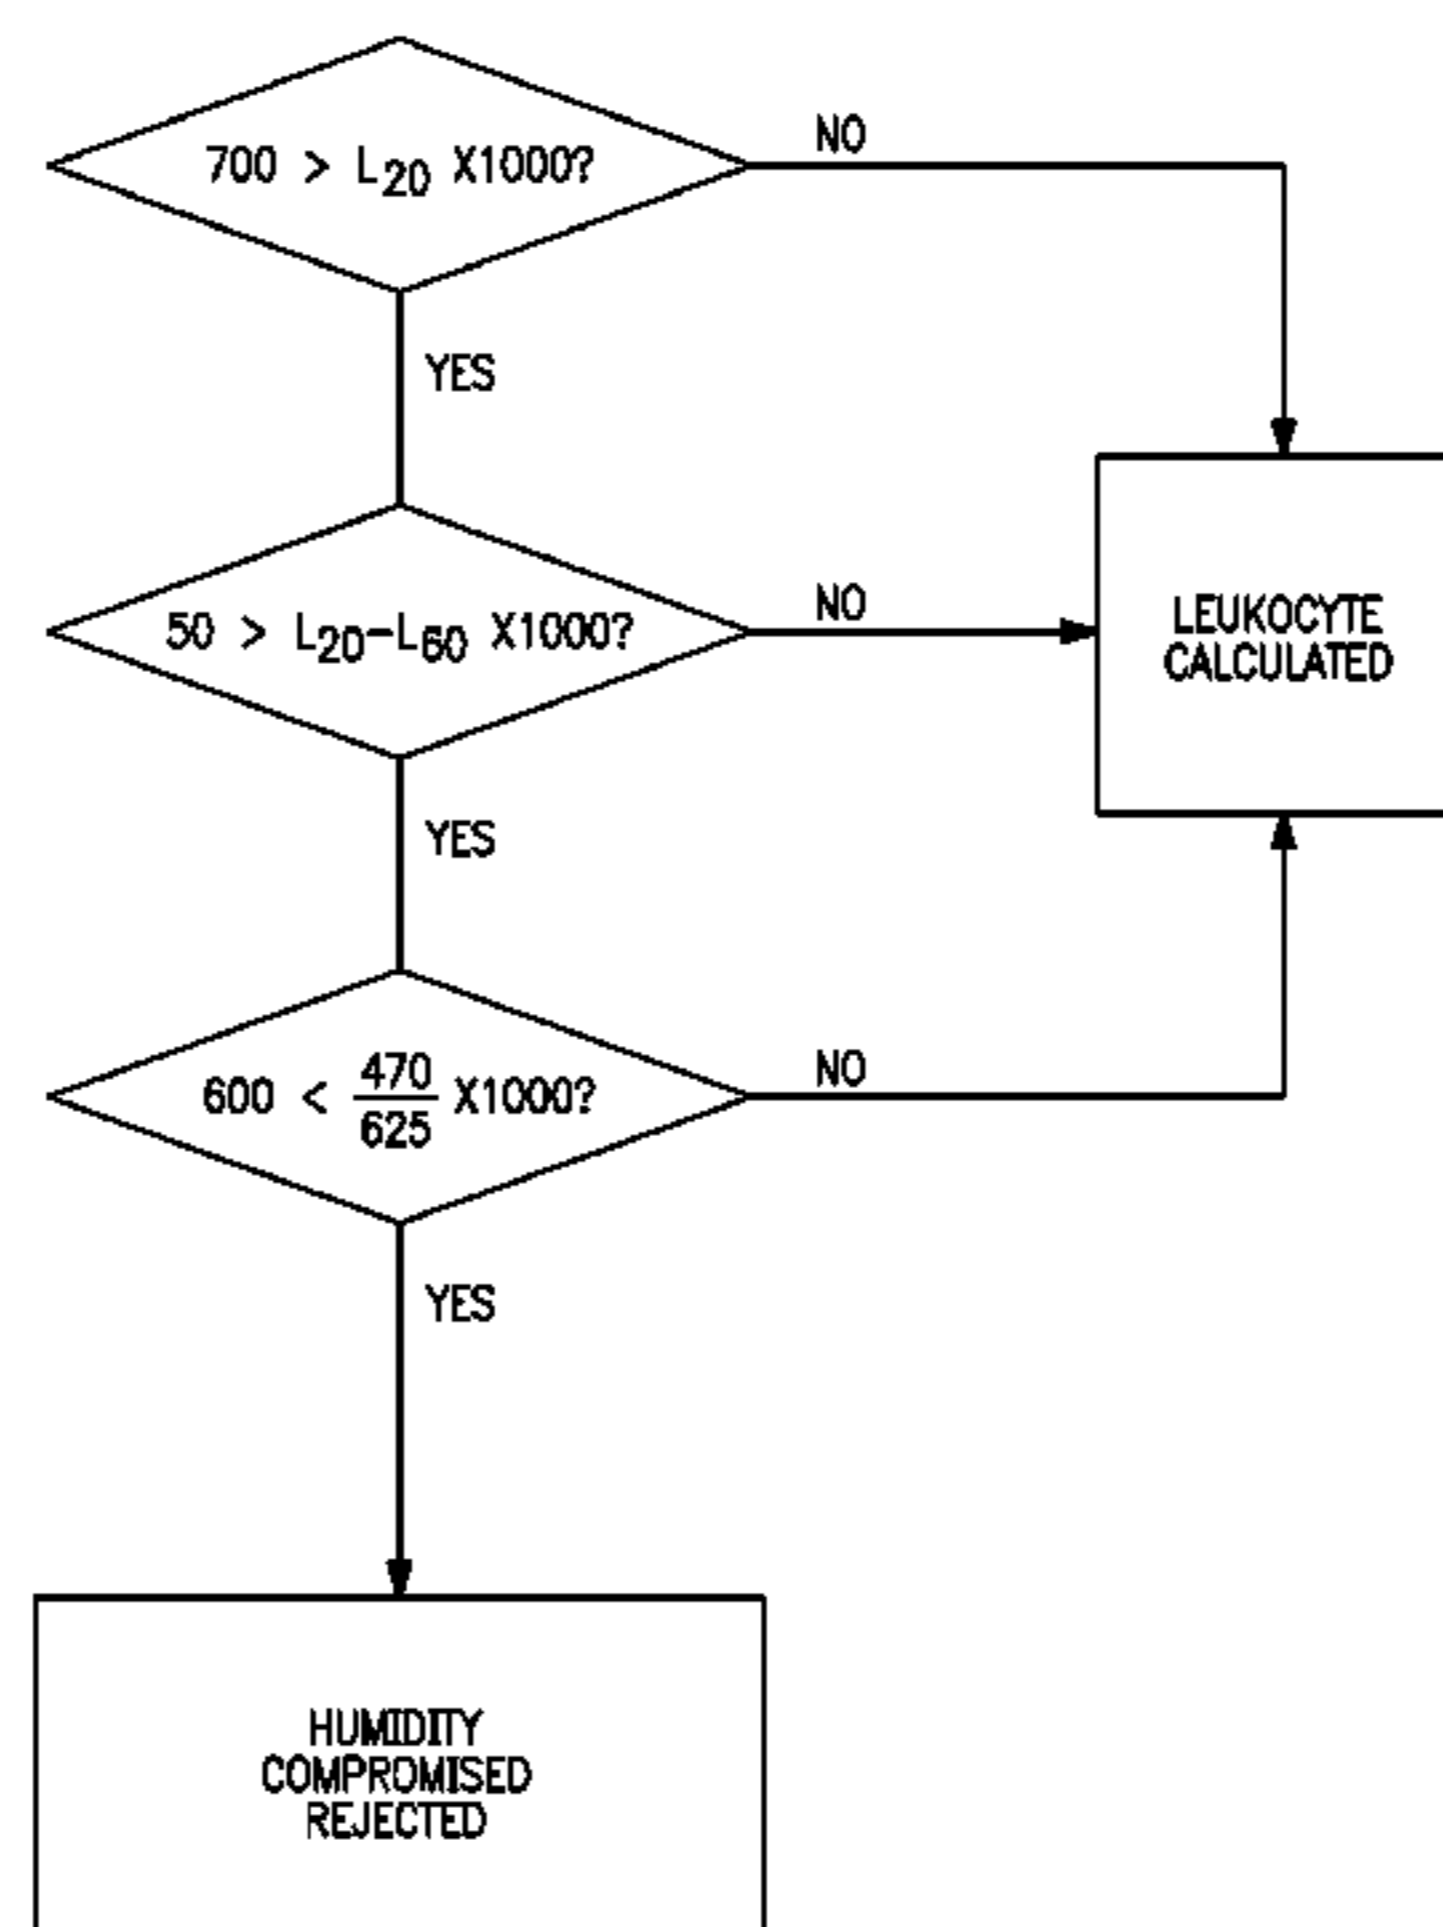 700 > L20 X1000?
NO
YES
50 > L20-L60 X1000?
NO
LEUKOCYTE
CALCULATED
YES
600 < 470/625 X1000?
NO
YES
HUMIDITY
COMPROMISED
REJECTED